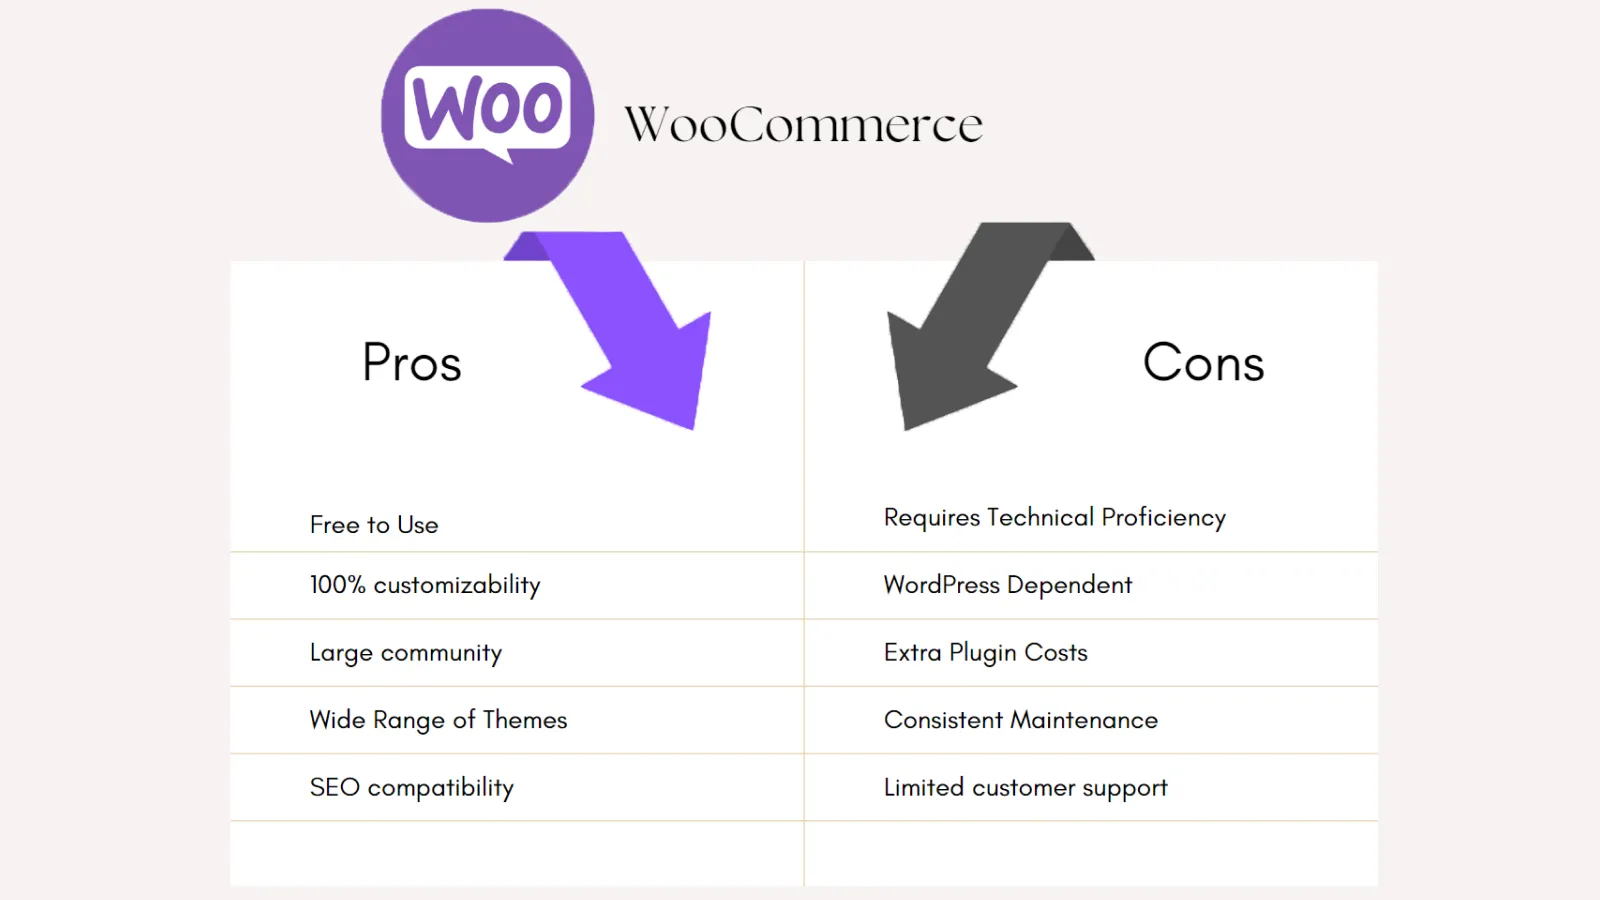 Woo
WooCommerce
Pros
Cons
Free to Use
Requires Technical Proficiency
100% customizability
WordPress Dependent
Large community
Extra Plugin Costs
Wide Range of Themes
Consistent Maintenance
SEO compatibility
Limited customer support